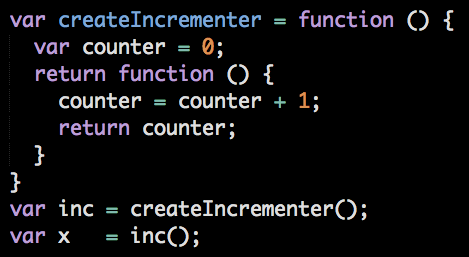 var createIncrementer = function () {
  var counter = 0;
  return function () {
    counter = counter + 1;
    return counter;
  }
}
var inc = createIncrementer();
var x   = inc();